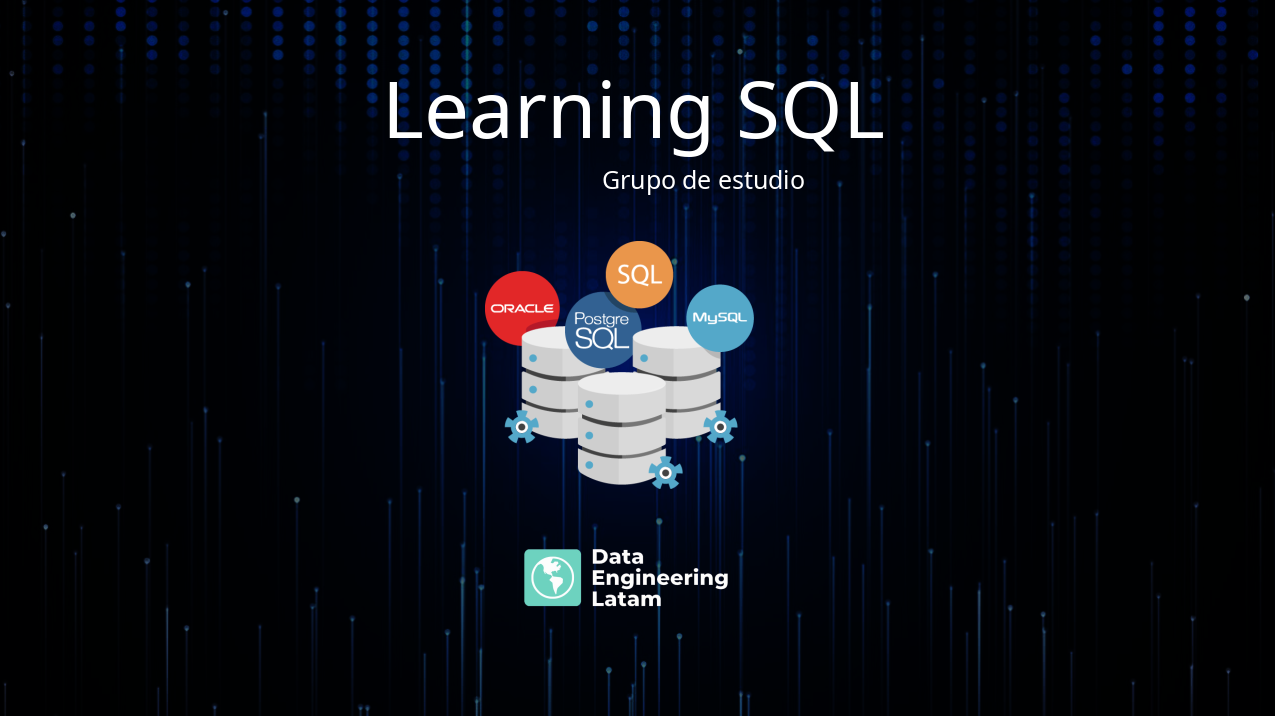 Learning SQL
Grupo de estudio
SQL
ORACLE
Postgre
SQL
MySQL
Data
Engineering
Latam